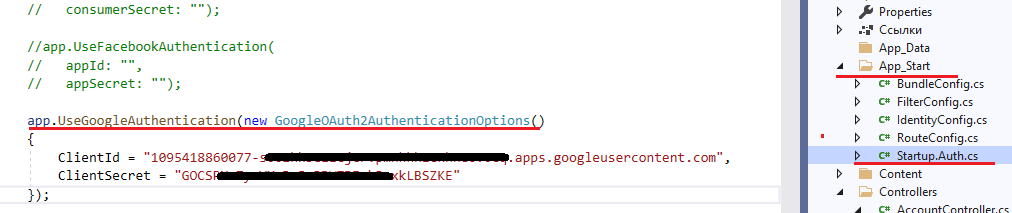 //   consumerSecret: "");
//app.UseFacebookAuthentication(
//   appId: "",
//   appSecret: "");
app.UseGoogleAuthentication(new GoogleOAuth2AuthenticationOptions()
{
ClientId = "1095418860077- .apps.googleusercontent.com",
ClientSecret = "GOCSP xkLBSZKE"
});
Properties
Ссылки
App_Data
App_Start
C# BundleConfig.cs
C# FilterConfig.cs
C# IdentityConfig.cs
C# RouteConfig.cs
C# Startup.Auth.cs
Content
Controllers
C# AccountController.cs